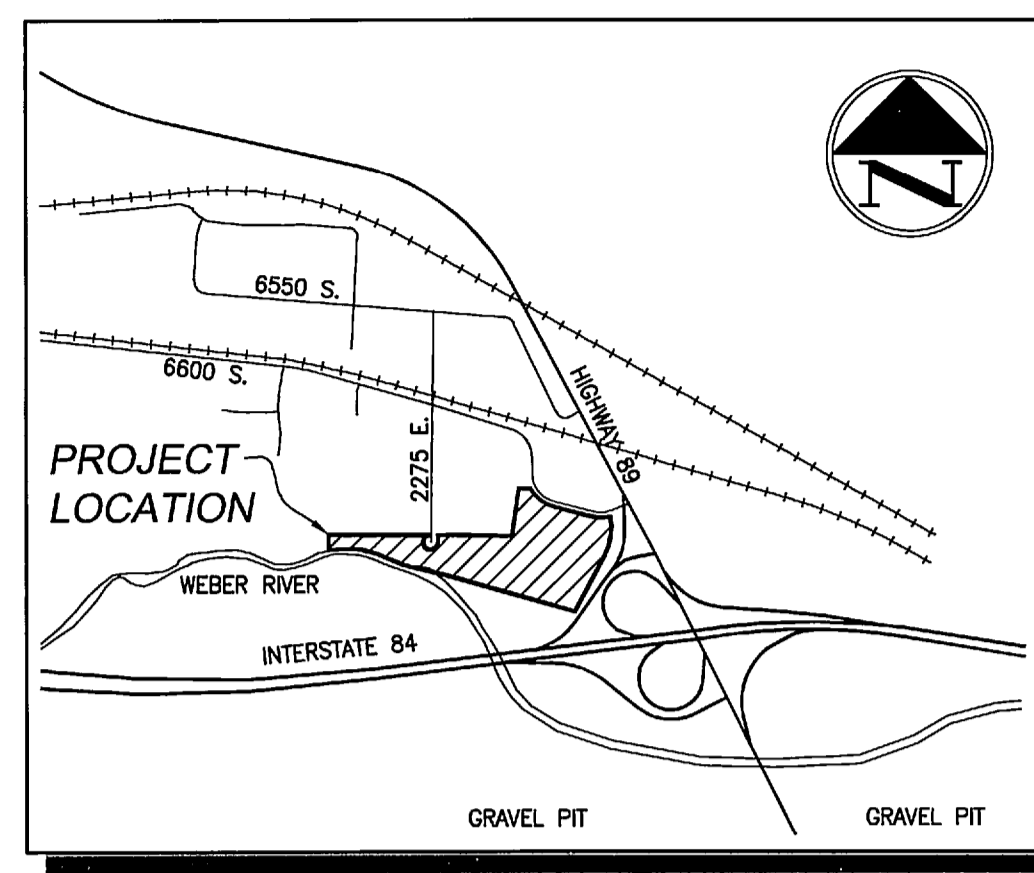 N
6550 S.
6600 S.
HIGHWAY 89
2275 E.
PROJECT
LOCATION
WEBER RIVER
INTERSTATE 84
GRAVEL PIT
GRAVEL PIT